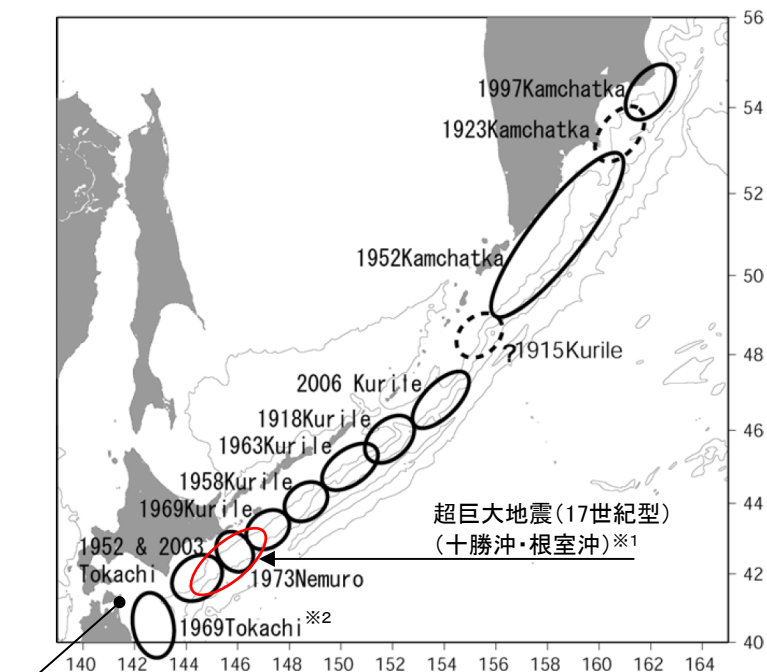 56
1997Kamchatka
54
1923Kamchatka
52
1952Kamchatka
50
48
?1915Kurile
2006 Kurile
46
1918Kurile
1963Kurile
1958Kurile
44
1969Kurile
超巨大地震(17世紀型)
(十勝沖・根室沖)※1
1952 & 2003
Tokachi
42
1973Nemuro
1969Tokachi※2
40
140 142 144 146 148 150 152 154 156 158 160 162 164